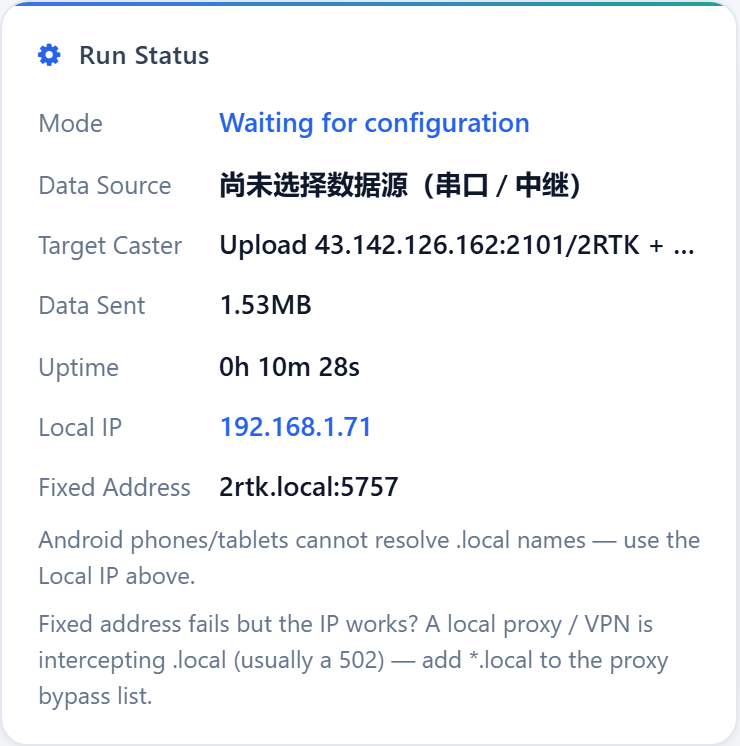 Run Status
Mode Waiting for configuration
Data Source 尚未选择数据源（串口 / 中继）
Target Caster Upload 43.142.126.162:2101/2RTK + ...
Data Sent 1.53MB
Uptime 0h 10m 28s
Local IP 192.168.1.71
Fixed Address 2rtk.local:5757
Android phones/tablets cannot resolve .local names — use the
Local IP above.
Fixed address fails but the IP works? A local proxy / VPN is
intercepting .local (usually a 502) — add *.local to the proxy
bypass list.